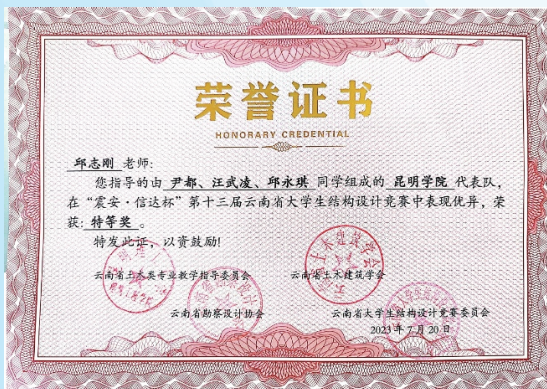 荣誉证书
HONORARY CREDENTIAL
邱志刚 老师:
您指导的由 尹都、汪武凌、邱永琪 同学组成的 昆明学院 代表队,
在“震安·信达杯”第十三届云南省大学生结构设计竞赛中表现优异,荣
获: 特等奖 。
特发此证,以资鼓励!
云南省土木类专业教学指导委员会 云南省土木建筑学会
云南省勘察设计协会 云南省大学生结构设计竞赛委员会
2023年7月20日